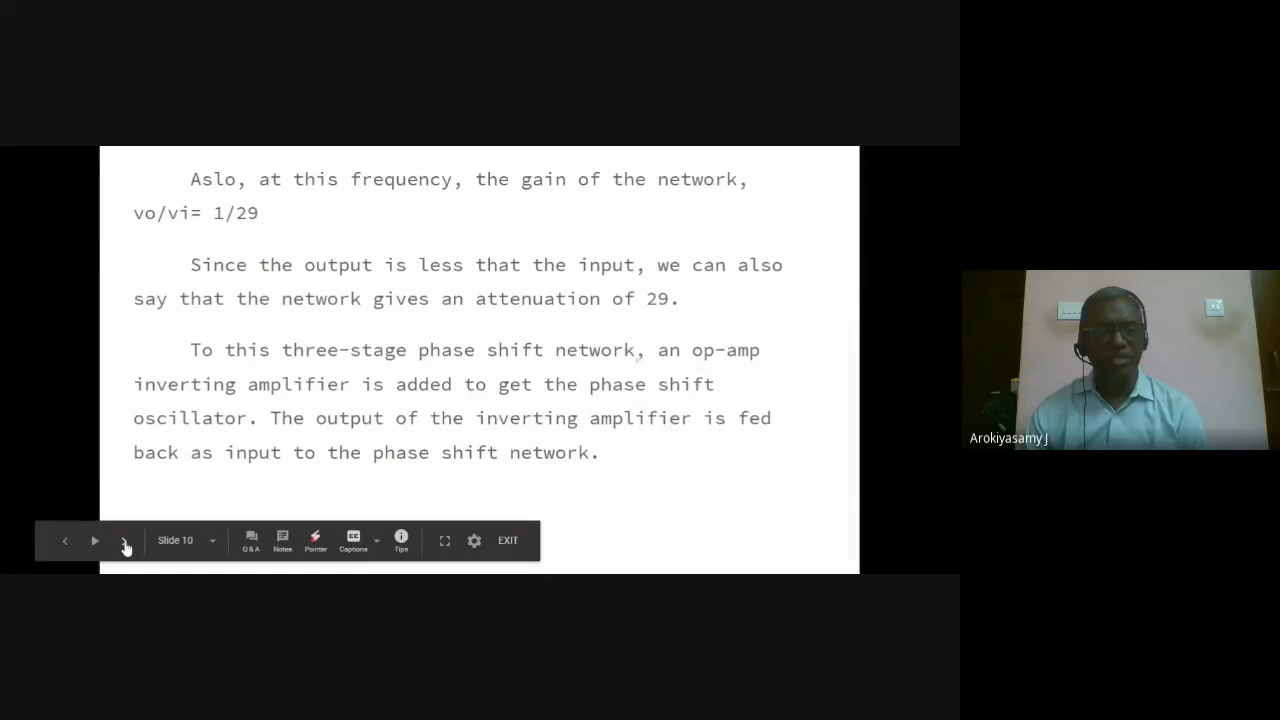 Aslo, at this frequency, the gain of the network,
vo/vi= 1/29
Since the output is less that the input, we can also
say that the network gives an attenuation of 29.
To this three-stage phase shift network, an op-amp
inverting amplifier is added to get the phase shift
oscillator. The output of the inverting amplifier is fed
back as input to the phase shift network.
Slide 10
Q & A
Notes
Pointer
Captions
Tips
EXIT
Arokiyasamy J